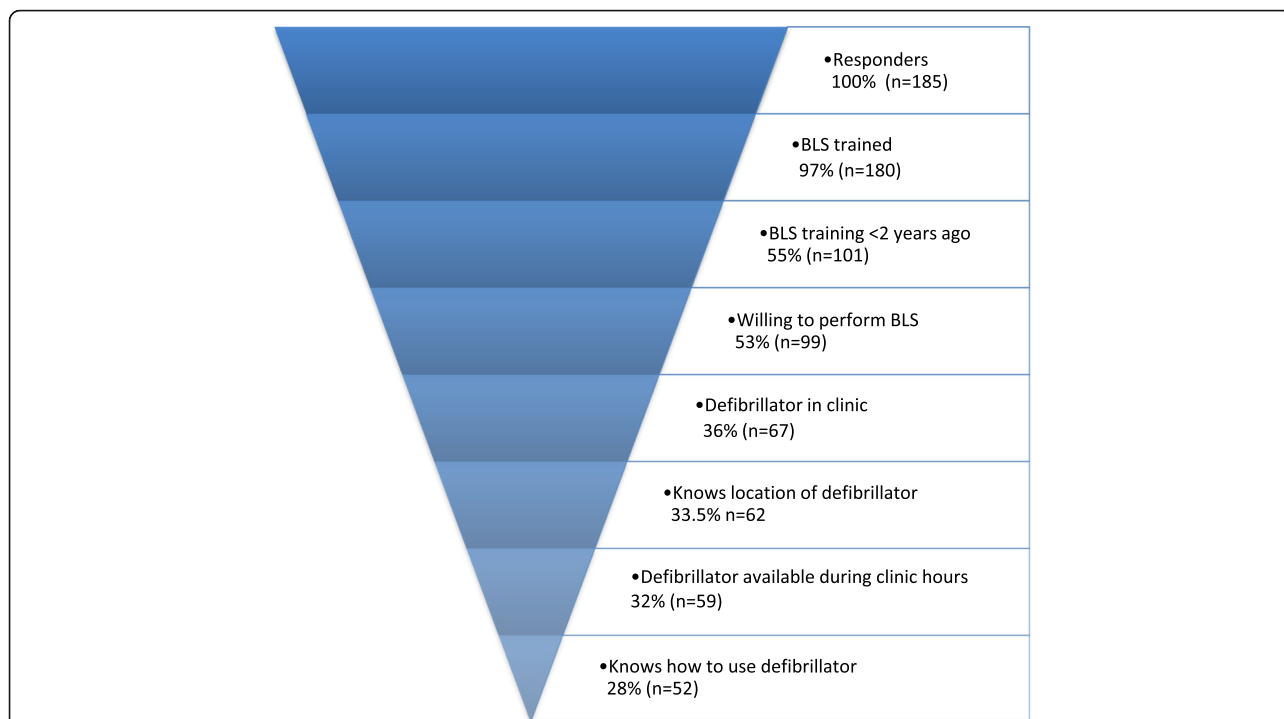 •Responders
100% (n=185)
•BLS trained
97% (n=180)
•BLS training <2 years ago
55% (n=101)
•Willing to perform BLS
53% (n=99)
•Defibrillator in clinic
36% (n=67)
•Knows location of defibrillator
33.5% n=62
•Defibrillator available during clinic hours
32% (n=59)
•Knows how to use defibrillator
28% (n=52)